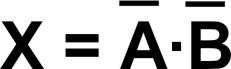 X = A̅·B̅